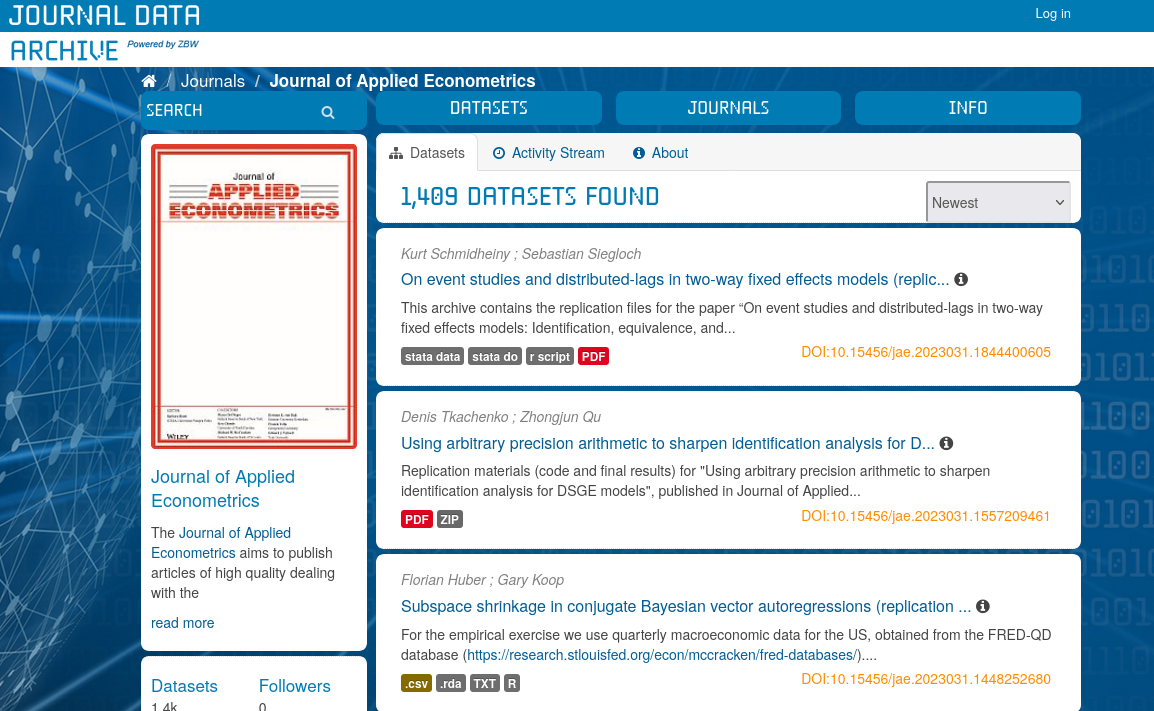 JOURNAL DATA
Log in
ARCHIVE
Powered by ZBW
/ Journals / Journal of Applied Econometrics
SEARCH
DATASETS
JOURNALS
INFO
Journal of
APPLIED
ECONOMETRICS
WILEY
Journal of Applied
Econometrics
The Journal of Applied
Econometrics aims to publish
articles of high quality dealing
with the
read more
Datasets
Followers
1.4k
0
Datasets
Activity Stream
About
1,409 DATASETS FOUND
Newest
Kurt Schmidheiny ; Sebastian Siegloch
On event studies and distributed-lags in two-way fixed effects models (replic...
This archive contains the replication files for the paper “On event studies and distributed-lags in two-way
fixed effects models: Identification, equivalence, and...
stata data stata do r script PDF
DOI:10.15456/jae.2023031.1844400605
Denis Tkachenko ; Zhongjun Qu
Using arbitrary precision arithmetic to sharpen identification analysis for D...
Replication materials (code and final results) for "Using arbitrary precision arithmetic to sharpen
identification analysis for DSGE models", published in Journal of Applied...
PDF ZIP
DOI:10.15456/jae.2023031.1557209461
Florian Huber ; Gary Koop
Subspace shrinkage in conjugate Bayesian vector autoregressions (replication ...
For the empirical exercise we use quarterly macroeconomic data for the US, obtained from the FRED-QD
database (https://research.stlouisfed.org/econ/mccracken/fred-databases/)....
.csv .rda TXT R
DOI:10.15456/jae.2023031.1448252680